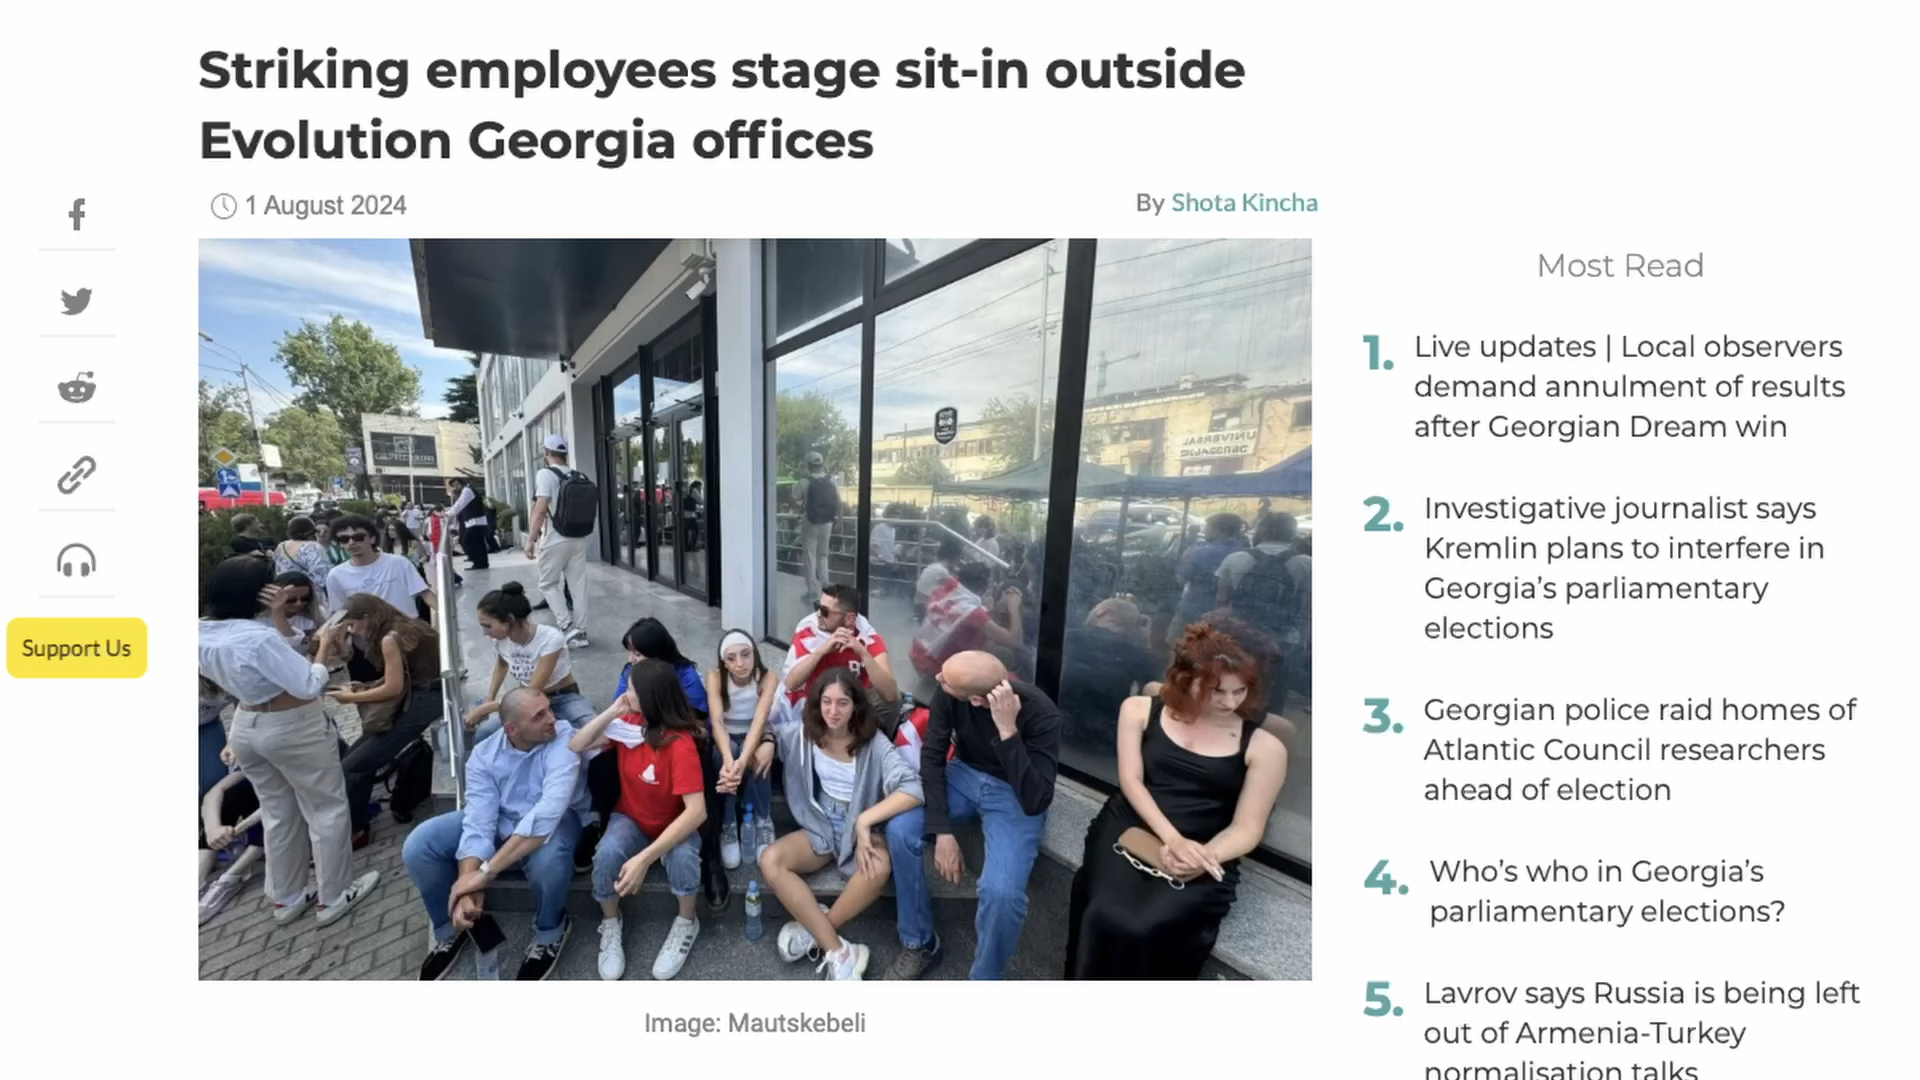 Striking employees stage sit-in outside
Evolution Georgia offices
1 August 2024
By Shota Kincha
Support Us
Image: Mautskebeli
Most Read
1. Live updates | Local observers
demand annulment of results
after Georgian Dream win
2. Investigative journalist says
Kremlin plans to interfere in
Georgia’s parliamentary
elections
3. Georgian police raid homes of
Atlantic Council researchers
ahead of election
4. Who’s who in Georgia’s
parliamentary elections?
5. Lavrov says Russia is being left
out of Armenia-Turkey
normalisation talks